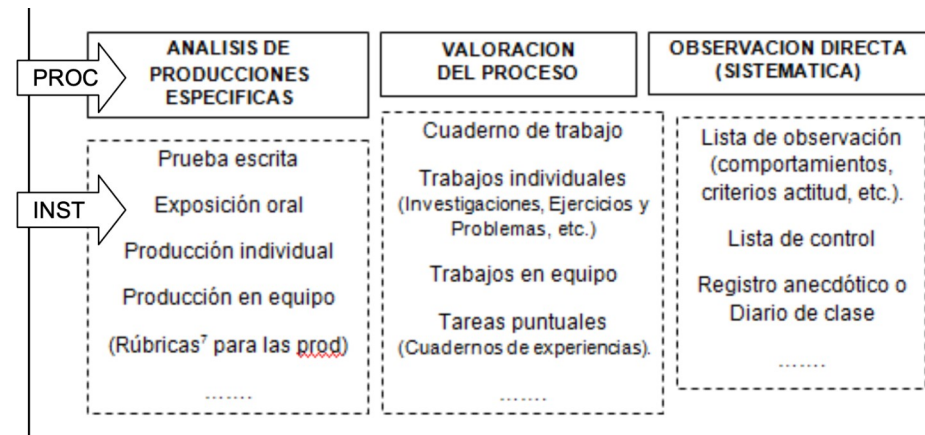 PROC
ANALISIS DE
PRODUCCIONES
ESPECIFICAS
VALORACION
DEL PROCESO
OBSERVACION DIRECTA
(SISTEMATICA)
INST
Prueba escrita
Exposición oral
Producción individual
Producción en equipo
(Rúbricas⁷ para las prod)
.......
Cuaderno de trabajo
Trabajos individuales
(Investigaciones, Ejercicios y
Problemas, etc.)
Trabajos en equipo
Tareas puntuales
(Cuadernos de experiencias).
.......
Lista de observación
(comportamientos,
criterios actitud, etc.).
Lista de control
Registro anecdótico o
Diario de clase
.......